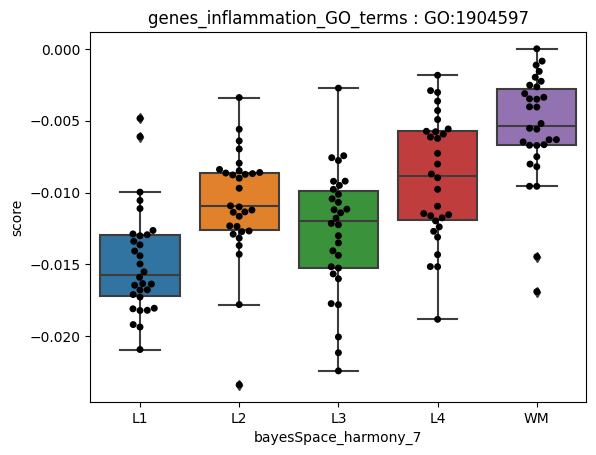 genes_inflammation_GO_terms : GO:1904597
0.000
−0.005
−0.010
−0.015
−0.020
score
L1 L2 L3 L4 WM
bayesSpace_harmony_7